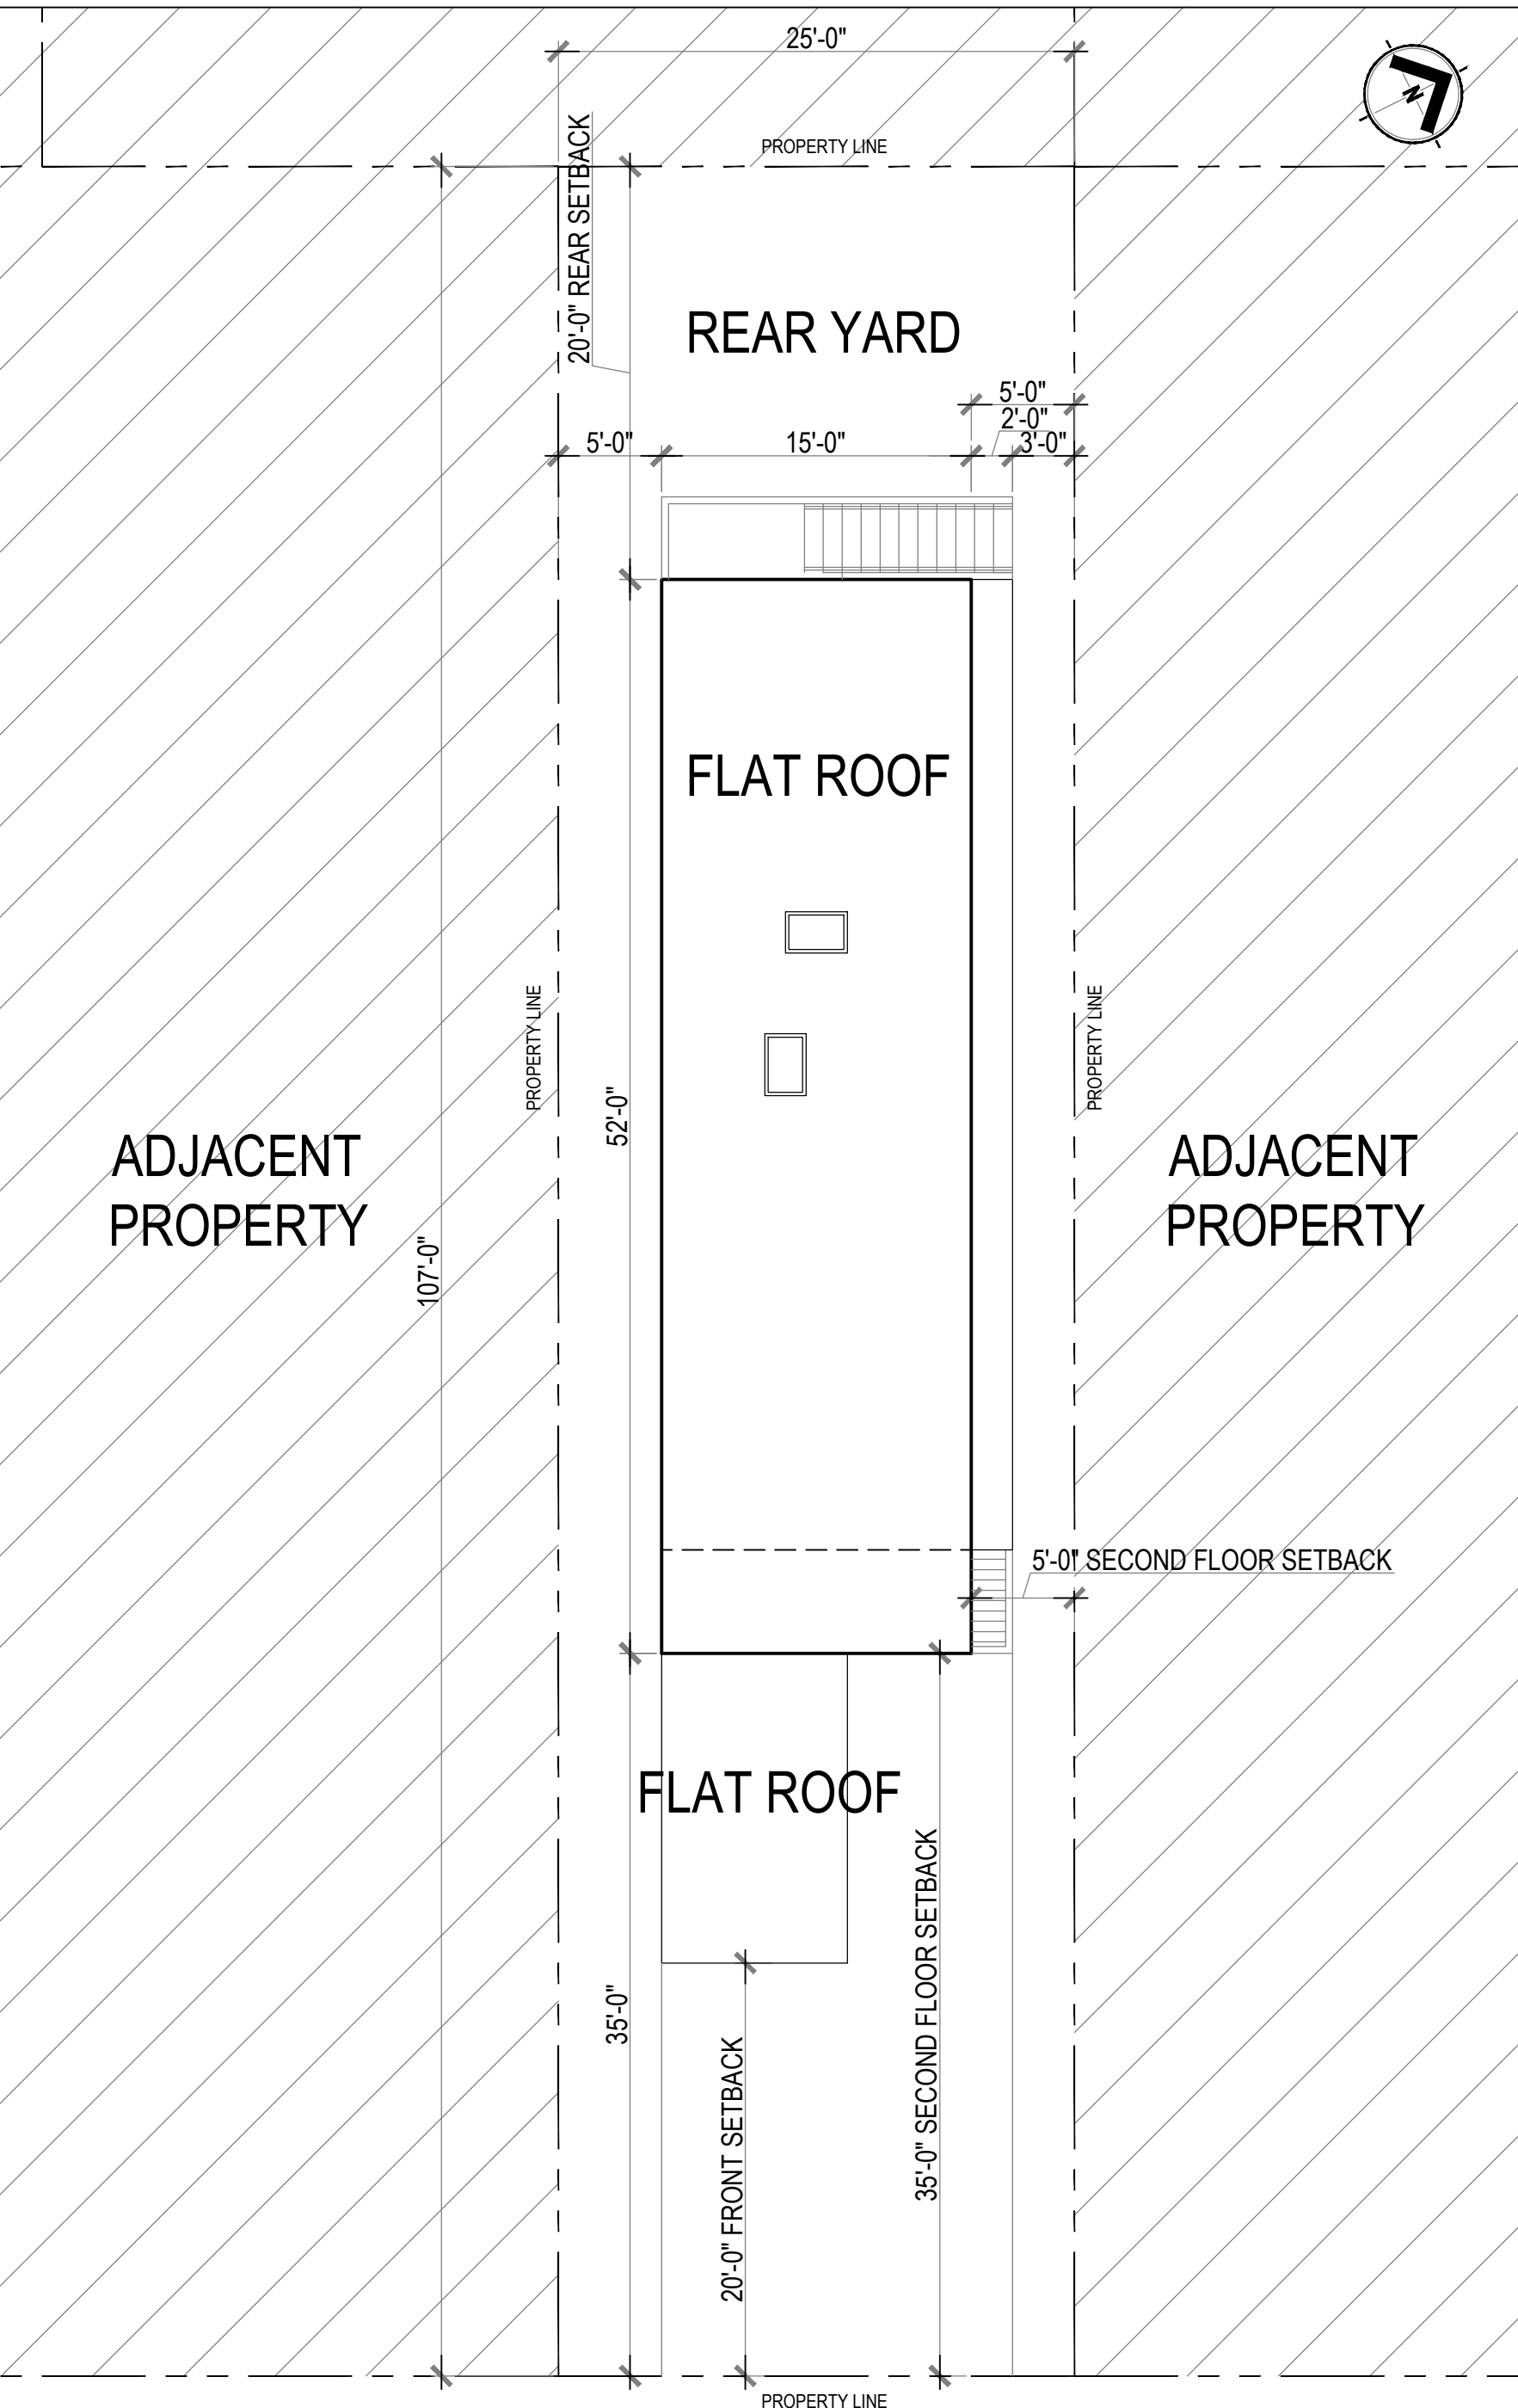 25'-0"
N
PROPERTY LINE
20'-0" REAR SETBACK
REAR YARD
5'-0"
2'-0"
5'-0"
15'-0"
3'-0"
FLAT ROOF
PROPERTY LINE
PROPERTY LINE
52'-0"
ADJACENT
PROPERTY
ADJACENT
PROPERTY
107'-0"
5'-0" SECOND FLOOR SETBACK
FLAT ROOF
35'-0"
35'-0" SECOND FLOOR SETBACK
20'-0" FRONT SETBACK
PROPERTY LINE